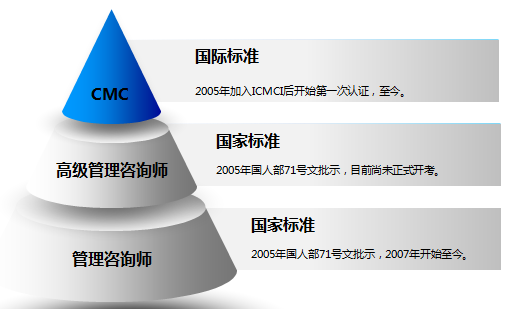 国际标准
CMC
2005年加入ICMCI后开始第一次认证，至今。
国家标准
高级管理咨询师
2005年国人部71号文批示，目前尚未正式开考。
国家标准
管理咨询师
2005年国人部71号文批示，2007年开始至今。